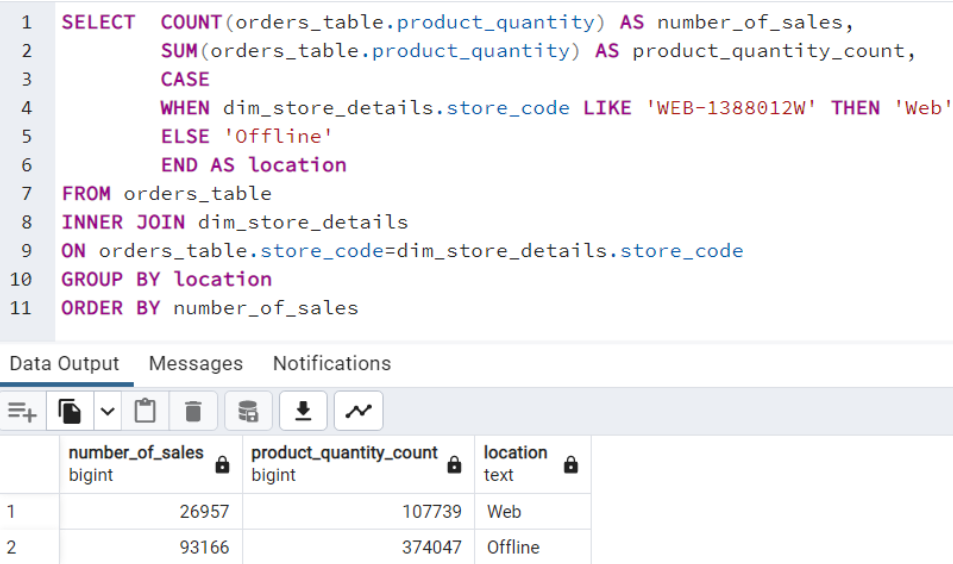 1 SELECT COUNT(orders_table.product_quantity) AS number_of_sales,
2 SUM(orders_table.product_quantity) AS product_quantity_count,
3 CASE
4 WHEN dim_store_details.store_code LIKE 'WEB-1388012W' THEN 'Web'
5 ELSE 'Offline'
6 END AS location
7 FROM orders_table
8 INNER JOIN dim_store_details
9 ON orders_table.store_code=dim_store_details.store_code
10 GROUP BY location
11 ORDER BY number_of_sales
Data Output Messages Notifications
number_of_sales product_quantity_count location
bigint bigint text
1 26957 107739 Web
2 93166 374047 Offline